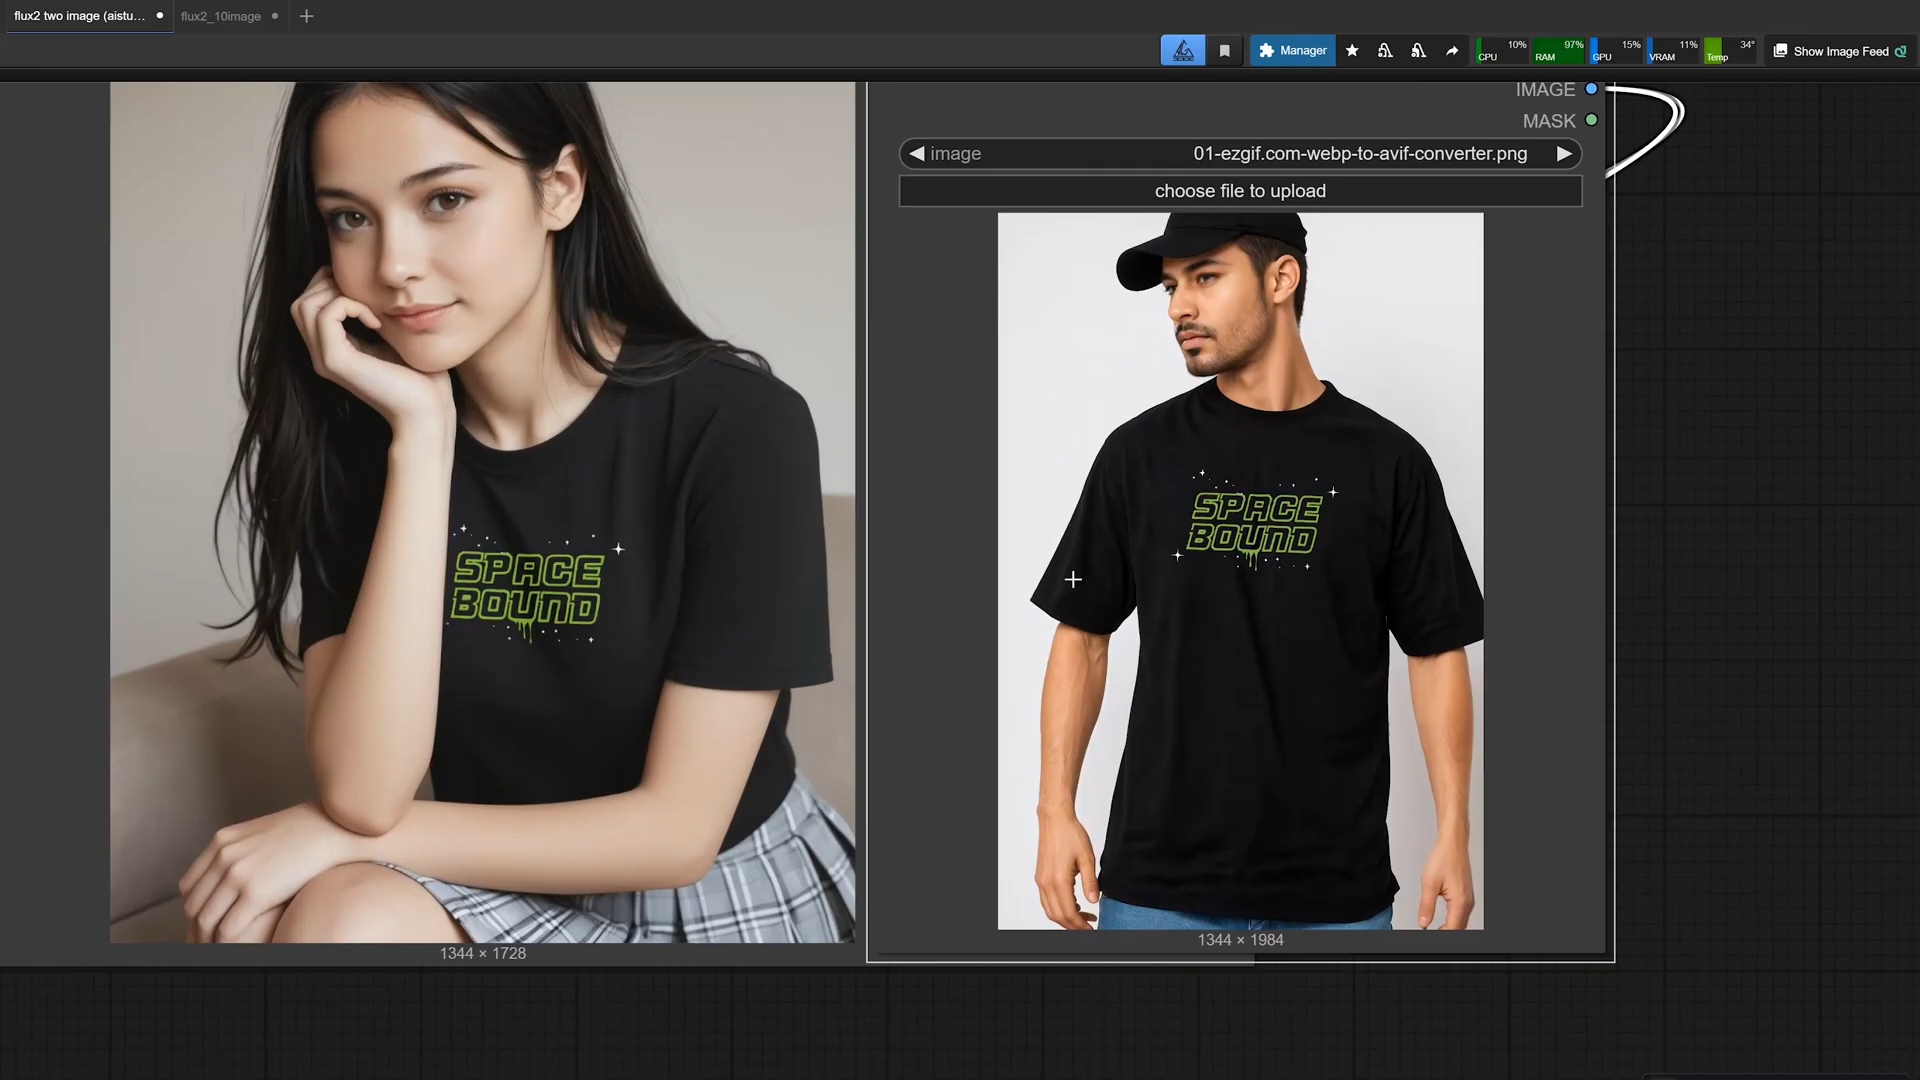 flux2 two image (aistu...
flux2_10image
Manager
10%
CPU
97%
RAM
15%
GPU
11%
VRAM
34°
Temp
Show Image Feed
IMAGE
MASK
image
01-ezgif.com-webp-to-avif-converter.png
choose file to upload
SPACE
BOUND
SPACE
BOUND
1344 × 1728
1344 × 1984